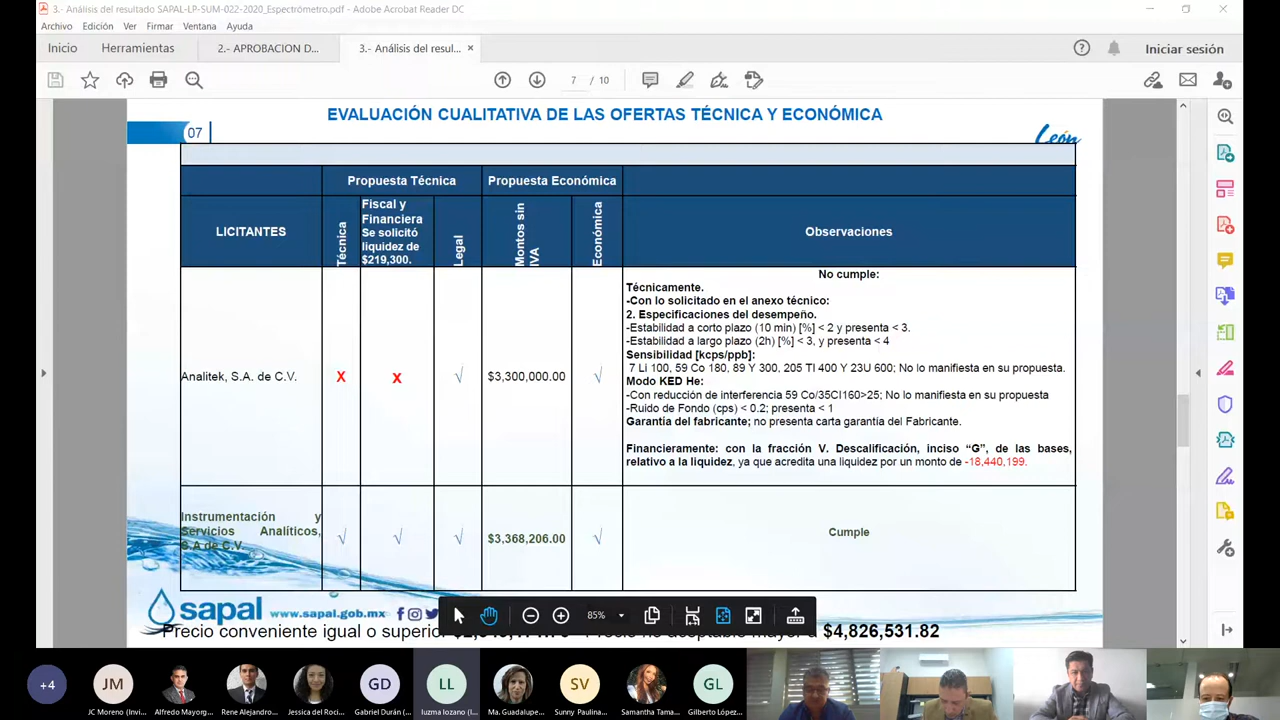 3.- Análisis del resultado SAPAL-LP-SUM-022-2020_Espectrómetro.pdf - Adobe Acrobat Reader DC
Archivo Edición Ver Firmar Ventana Ayuda
Inicio Herramientas 2.- APROBACION D... 3.- Análisis del resul... × Iniciar sesión
7 / 10
EVALUACIÓN CUALITATIVA DE LAS OFERTAS TÉCNICA Y ECONÓMICA
07
León
Propuesta Técnica Propuesta Económica
LICITANTES
Técnica
Fiscal y
Financiera
Se solicitó
liquidez de
$219,300.
Legal
Montos sin
IVA
Económica
Observaciones
No cumple:
Técnicamente.
-Con lo solicitado en el anexo técnico:
2. Especificaciones del desempeño.
-Estabilidad a corto plazo (10 min) [%] < 2 y presenta < 3.
-Estabilidad a largo plazo (2h) [%] < 3, y presenta < 4
Sensibilidad [kcps/ppb]:
7 Li 100, 59 Co 180, 89 Y 300, 205 Tl 400 Y 23U 600; No lo manifiesta en su propuesta.
Analitek, S.A. de C.V. X X √ $3,300,000.00 √
Modo KED He:
-Con reducción de interferencia 59 Co/35Cl160>25; No lo manifiesta en su propuesta
-Ruido de Fondo (cps) < 0.2; presenta < 1
Garantía del fabricante; no presenta carta garantía del Fabricante.
Financieramente: con la fracción V. Descalificación, inciso “G”, de las bases,
relativo a la liquidez, ya que acredita una liquidez por un monto de -18,440,199.
Instrumentación y
Servicios Analíticos,
S.A de C.V.
√ √ √ $3,368,206.00 √ Cumple
sapal www.sapal.gob.mx
85%
Precio conveniente igual o superior
mayor a $4,826,531.82
+4 JM GD LL SV GL
JC Moreno (Invi... Alfredo Mayorg... Rene Alejandro... Jessica del Roci... Gabriel Durán (... luzma lozano (I... Ma. Guadalupe... Sunny Paulina... Samantha Tama... Gilberto López...